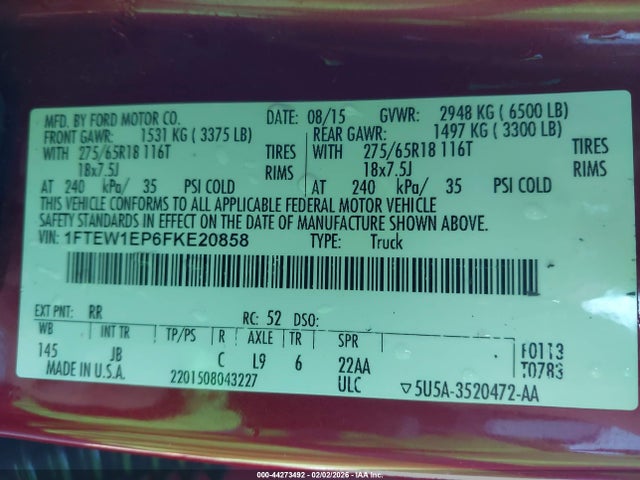 MFD. BY FORD MOTOR CO. DATE: 08/15 GVWR: 2948 KG ( 6500 LB)
FRONT GAWR: 1531 KG ( 3375 LB) REAR GAWR: 1497 KG ( 3300 LB)
WITH 275/65R18 116T TIRES WITH 275/65R18 116T TIRES
18x7.5J RIMS 18x7.5J RIMS
AT 240 kPa/ 35 PSI COLD AT 240 kPa/ 35 PSI COLD
THIS VEHICLE CONFORMS TO ALL APPLICABLE FEDERAL MOTOR VEHICLE
SAFETY STANDARDS IN EFFECT ON THE DATE OF MANUFACTURE SHOWN ABOVE.
VIN: 1FTEW1EP6FKE20858 TYPE: Truck
EXT PNT: RR RC: 52 DSO:
WB INT TR TP/PS R AXLE TR SPR
145 JB C L9 6 22AA
F0113
T0783
MADE IN U.S.A. 2201508043227 ULC ▽5U5A-3520472-AA
000-44273492 - 02/02/2026 - IAA Inc.